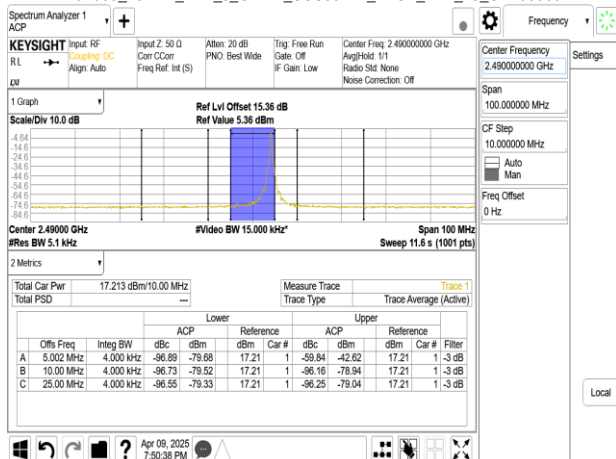 Spectrum Analyzer 1
ACP
Frequency
KEYSIGHT
RL
Input: RF
Coupling: DC
Align: Auto
Input Z: 50 Ω
Corr CCorr
Freq Ref: Int (S)
Atten: 20 dB
PNO: Best Wide
Trig: Free Run
Gate: Off
IF Gain: Low
Center Freq: 2.490000000 GHz
Avg|Hold: 1/1
Radio Std: None
Noise Correction: Off
Center Frequency
2.490000000 GHz
Settings
Span
100.000000 MHz
CF Step
10.000000 MHz
Auto
Man
Freq Offset
0 Hz
Local
1 Graph
Scale/Div 10.0 dB
Ref Lvl Offset 15.36 dB
Ref Value 5.36 dBm
-4.64
-14.6
-24.6
-34.6
-44.6
-54.6
-64.6
-74.6
-84.6
Center 2.49000 GHz
#Video BW 15.000 kHz*
Span 100 MHz
#Res BW 5.1 kHz
Sweep 11.6 s (1001 pts)
2 Metrics
Total Car Pwr 17.213 dBm/10.00 MHz
Total PSD ---
Measure Trace Trace 1
Trace Type Trace Average (Active)
Lower Upper
ACP Reference ACP Reference
Offs Freq Integ BW dBc dBm dBm Car # dBc dBm dBm Car # Filter
A 5.002 MHz 4.000 kHz -96.89 -79.68 17.21 1 -59.84 -42.62 17.21 1 -3 dB
B 10.00 MHz 4.000 kHz -96.73 -79.52 17.21 1 -96.16 -78.94 17.21 1 -3 dB
C 25.00 MHz 4.000 kHz -96.55 -79.33 17.21 1 -96.25 -79.04 17.21 1 -3 dB
Apr 09, 2025
7:50:38 PM